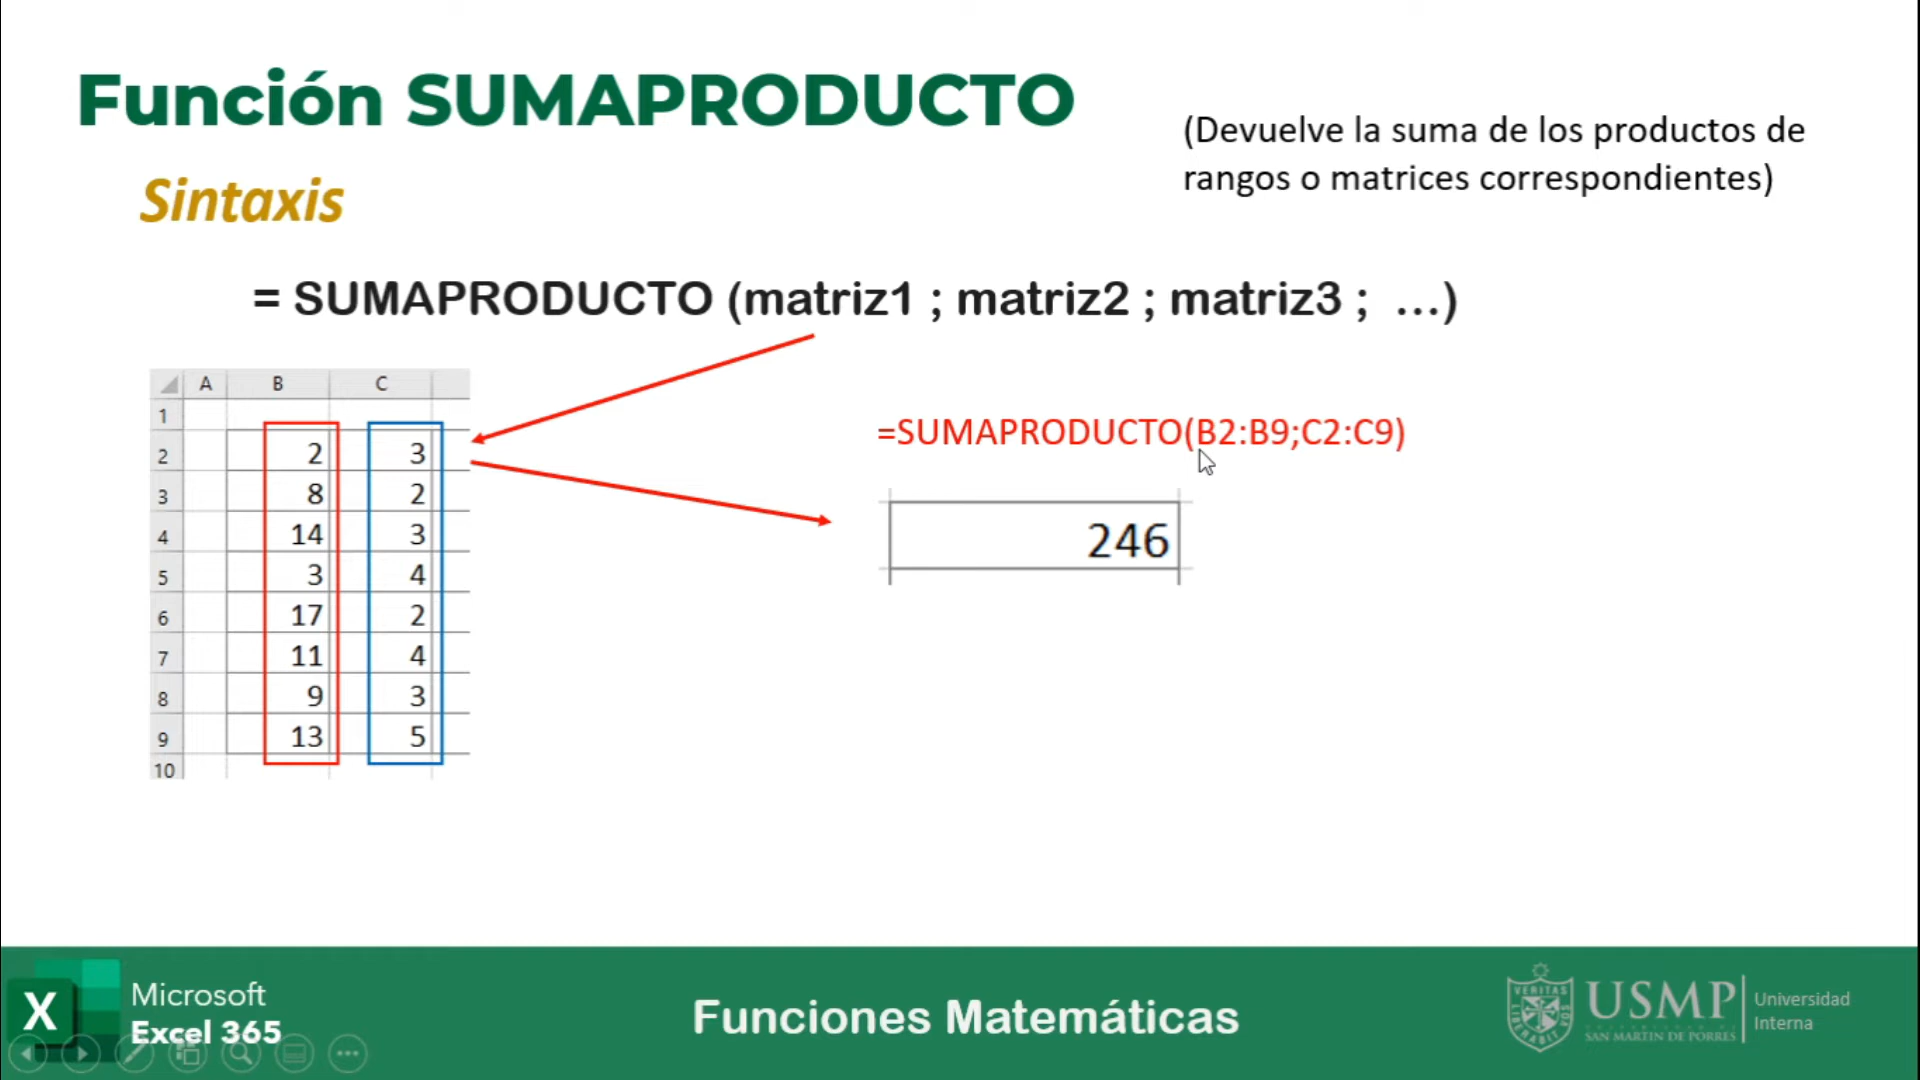 Función SUMAPRODUCTO
(Devuelve la suma de los productos de
rangos o matrices correspondientes)
Sintaxis
= SUMAPRODUCTO (matriz1 ; matriz2 ; matriz3 ; ...)
A B C
1
2 2 3
3 8 2
4 14 3
5 3 4
6 17 2
7 11 4
8 9 3
9 13 5
10
=SUMAPRODUCTO(B2:B9;C2:C9)
246
X
Microsoft
Excel 365
Funciones Matemáticas
VERITAS
USMP
SAN MARTIN DE PORRES
Universidad
Interna